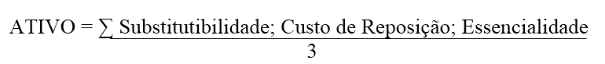 ATIVO = ∑ Substitutibilidade; Custo de Reposição; Essencialidade
3